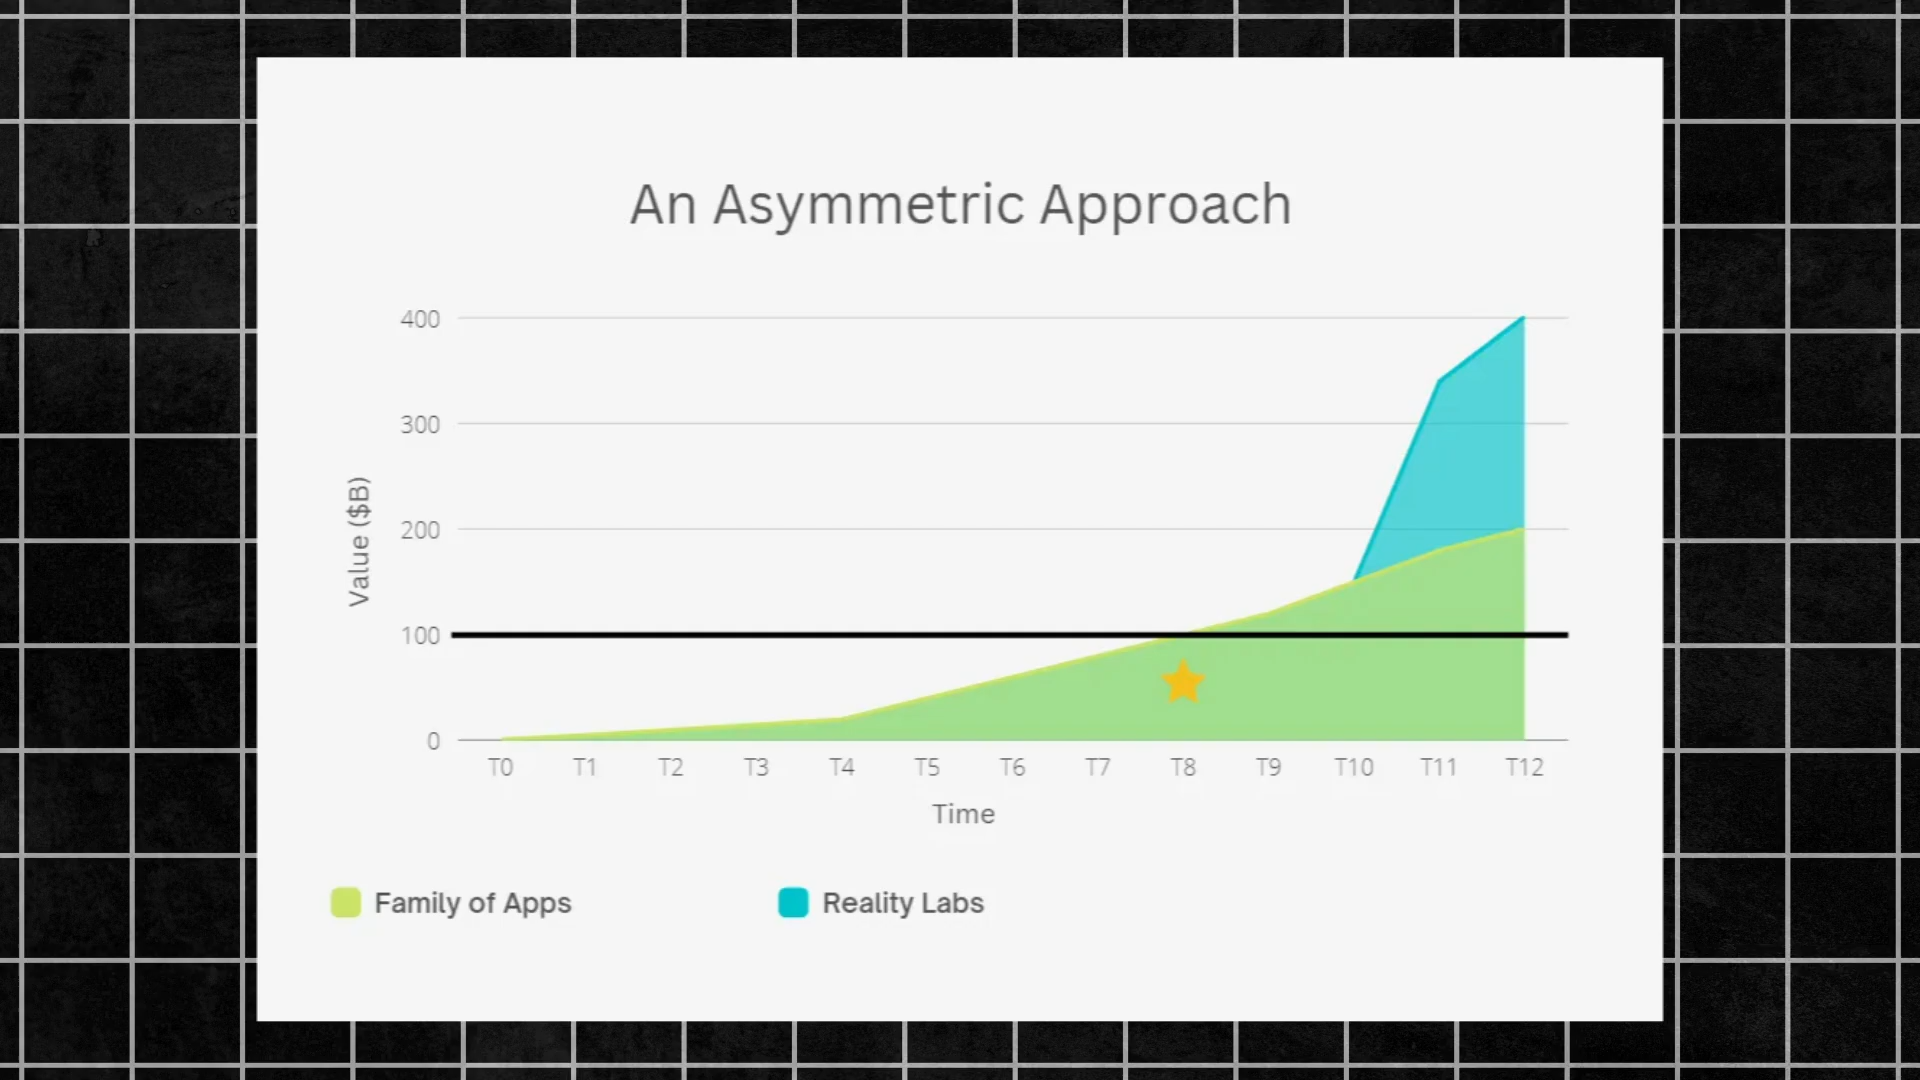 An Asymmetric Approach
400
300
200
100
0
Value ($B)
T0 T1 T2 T3 T4 T5 T6 T7 T8 T9 T10 T11 T12
Time
Family of Apps
Reality Labs